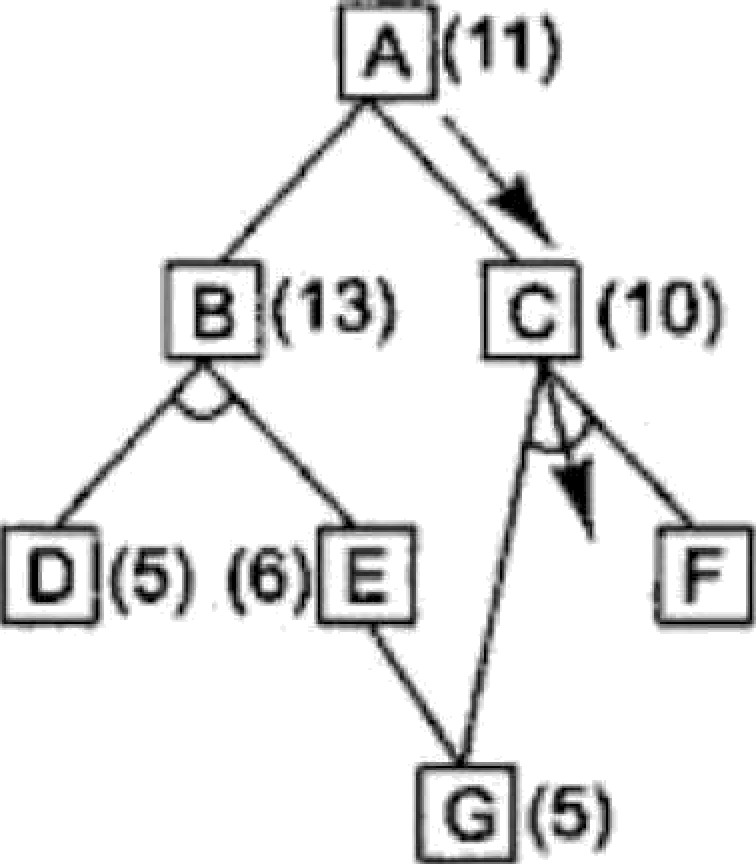 A (11)
B (13) C (10)
D (5) (6) E F
G (5)